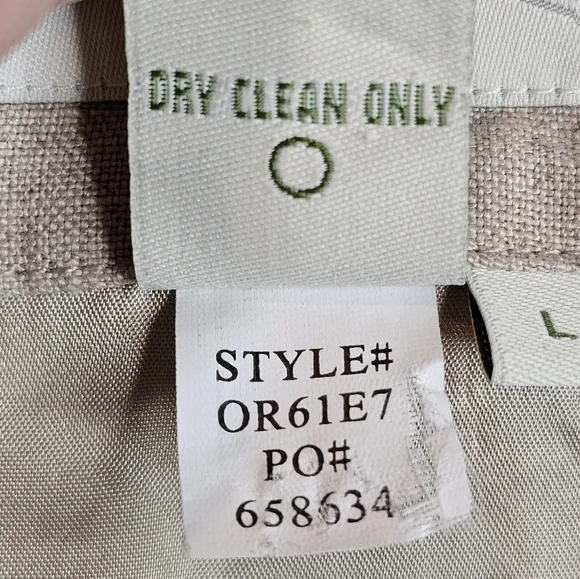 DRY CLEAN ONLY
STYLE#
OR61E7
PO#
658634
L